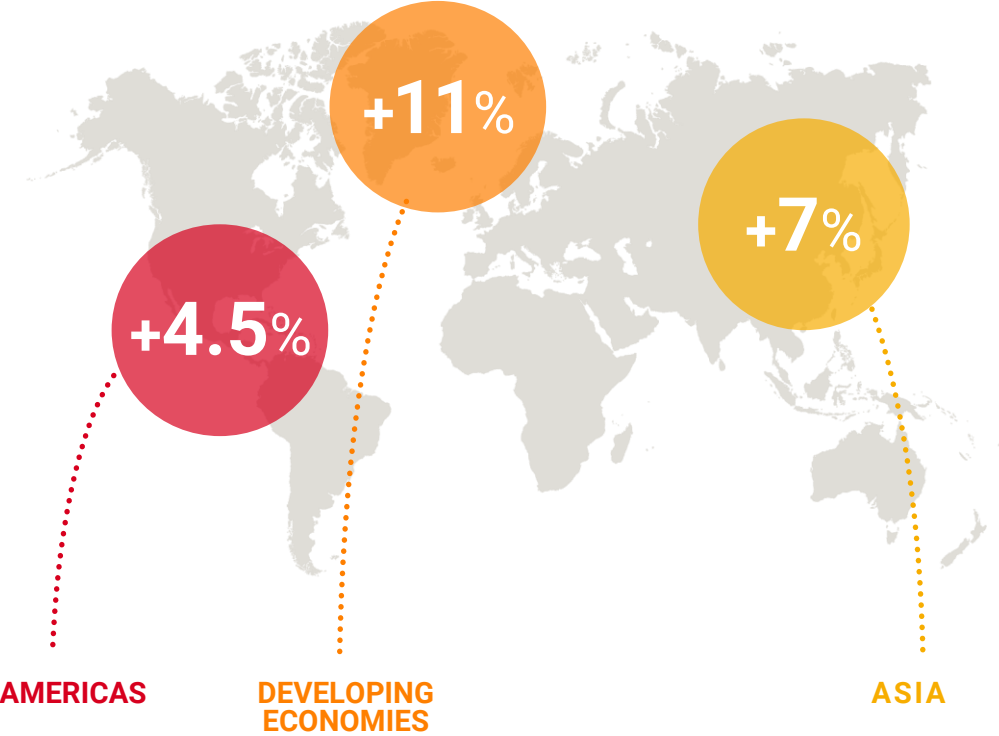 +11%
+7%
+4.5%
AMERICAS
DEVELOPING
ECONOMIES
ASIA